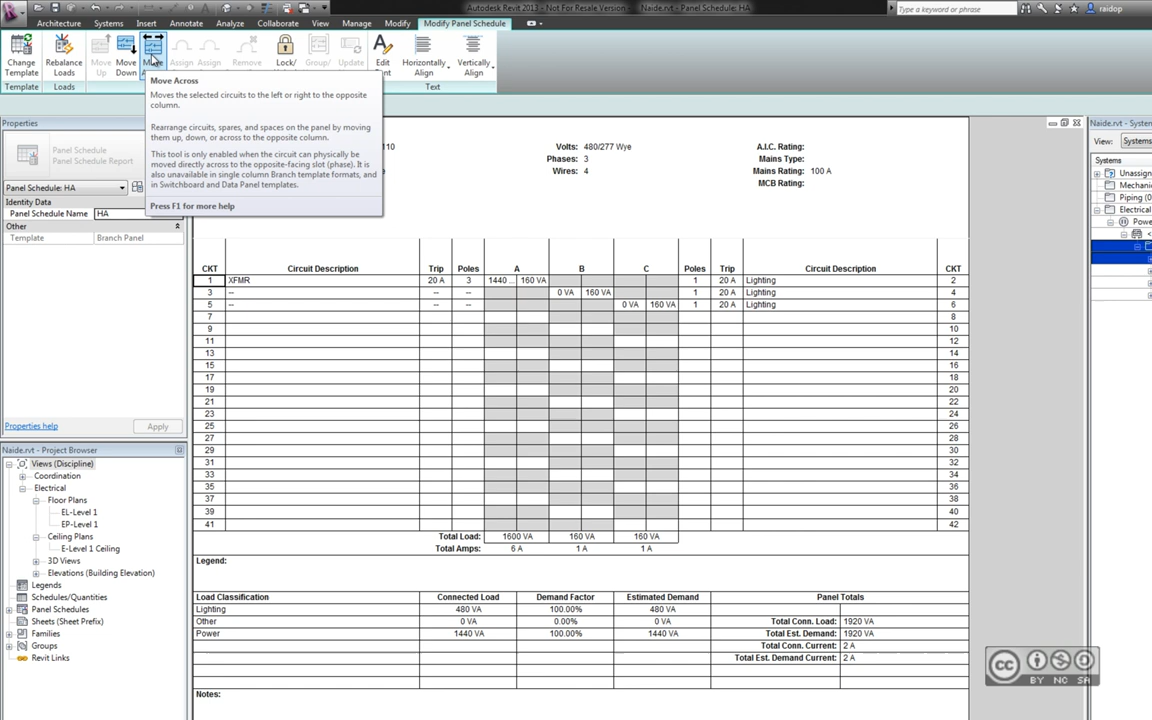 Autodesk Revit 2013 - Not For Resale Version - Naide.rvt - Panel Schedule: HA
Type a keyword or phrase
raidop
Architecture Systems Insert Annotate Analyze Collaborate View Manage Modify Modify Panel Schedule
Change Template
Rebalance Loads
Move Up
Move Down
Assign
Assign
Remove
Lock/
Group/
Update
Edit
Horizontally Align
Vertically Align
Template Loads Text
Move Across
Moves the selected circuits to the left or right to the opposite
column.
Rearrange circuits, spares, and spaces on the panel by moving
them up, down, or across to the opposite column.
This tool is only enabled when the circuit can physically be
moved directly across to the opposite-facing slot (phase). It is
also unavailable in single column Branch template formats, and
in Switchboard and Data Panel templates.
Press F1 for more help
Properties
Panel Schedule
Panel Schedule Report
Panel Schedule: HA
Identity Data
Panel Schedule Name HA
Other
Template Branch Panel
Properties help Apply
Naide.rvt - Project Browser
Views (Discipline)
Coordination
Electrical
Floor Plans
EL-Level 1
EP-Level 1
Ceiling Plans
E-Level 1 Ceiling
3D Views
Elevations (Building Elevation)
Legends
Schedules/Quantities
Panel Schedules
Sheets (Sheet Prefix)
Families
Groups
Revit Links
Volts: 480/277 Wye A.I.C. Rating:
Phases: 3 Mains Type:
Wires: 4 Mains Rating: 100 A
MCB Rating:
CKT Circuit Description Trip Poles A B C Poles Trip Circuit Description CKT
1 XFMR 20 A 3 1440 ... 160 VA 1 20 A Lighting 2
3 -- -- -- 0 VA 160 VA 1 20 A Lighting 4
5 -- -- -- 0 VA 160 VA 1 20 A Lighting 6
7 8
9 10
11 12
13 14
15 16
17 18
19 20
21 22
23 24
25 26
27 28
29 30
31 32
33 34
35 36
37 38
39 40
41 42
Total Load: 1600 VA 160 VA 160 VA
Total Amps: 6 A 1 A 1 A
Legend:
Load Classification Connected Load Demand Factor Estimated Demand Panel Totals
Lighting 480 VA 100.00% 480 VA
Other 0 VA 0.00% 0 VA Total Conn. Load: 1920 VA
Power 1440 VA 100.00% 1440 VA Total Est. Demand: 1920 VA
Total Conn. Current: 2 A
Total Est. Demand Current: 2 A
Notes:
Naide.rvt - System
View: Systems
Systems
Unassign
Mechanic
Piping (0
Electrical
Powe
cc
BY NC SA